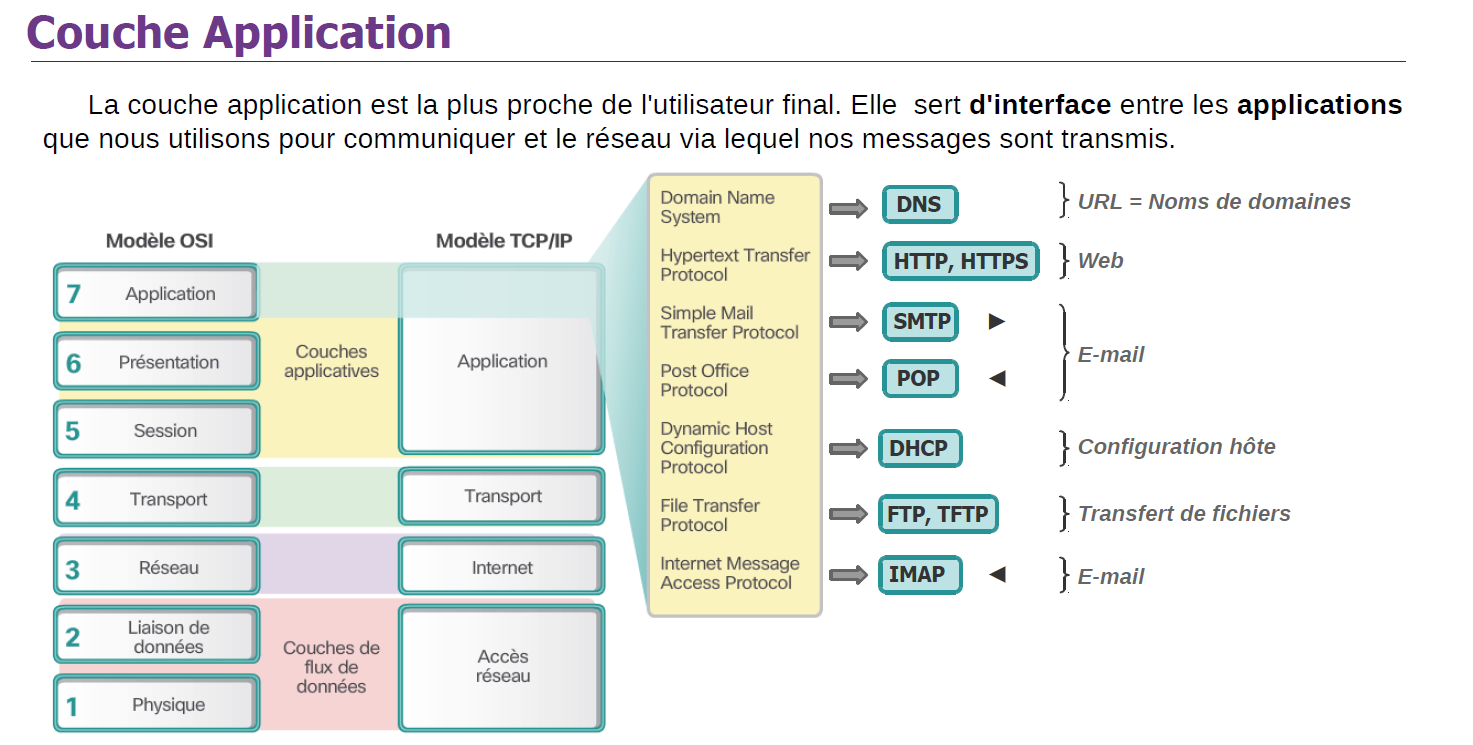 Couche Application
La couche application est la plus proche de l'utilisateur final. Elle  sert d'interface entre les applications
que nous utilisons pour communiquer et le réseau via lequel nos messages sont transmis.
Modèle OSI
7 Application
6 Présentation
5 Session
4 Transport
3 Réseau
2 Liaison de
données
1 Physique
Couches
applicatives
Couches de
flux de
données
Modèle TCP/IP
Application
Transport
Internet
Accès
réseau
Domain Name
System
DNS
URL = Noms de domaines
Hypertext Transfer
Protocol
HTTP, HTTPS
Web
Simple Mail
Transfer Protocol
SMTP
Post Office
Protocol
POP
E-mail
Dynamic Host
Configuration
Protocol
DHCP
Configuration hôte
File Transfer
Protocol
FTP, TFTP
Transfert de fichiers
Internet Message
Access Protocol
IMAP
E-mail